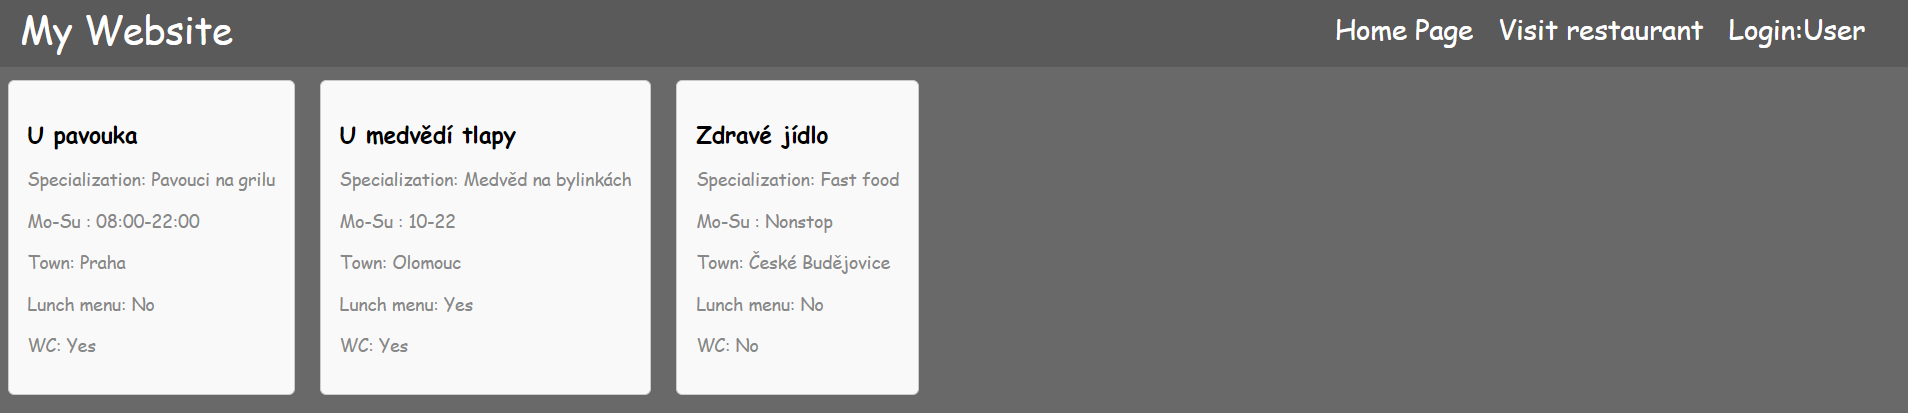 My Website
Home Page Visit restaurant Login:User
U pavouka
Specialization: Pavouci na grilu
Mo-Su : 08:00-22:00
Town: Praha
Lunch menu: No
WC: Yes
U medvědí tlapy
Specialization: Medvěd na bylinkách
Mo-Su : 10-22
Town: Olomouc
Lunch menu: Yes
WC: Yes
Zdravé jídlo
Specialization: Fast food
Mo-Su : Nonstop
Town: České Budějovice
Lunch menu: No
WC: No